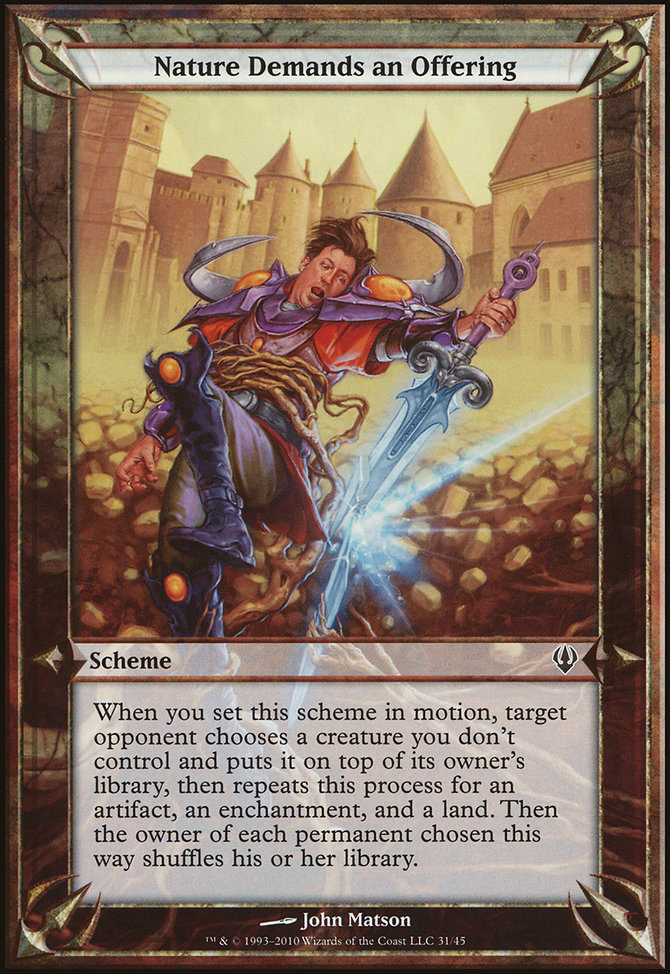 Nature Demands an Offering
Scheme
When you set this scheme in motion, target
opponent chooses a creature you don't
control and puts it on top of its owner's
library, then repeats this process for an
artifact, an enchantment, and a land. Then
the owner of each permanent chosen this
way shuffles his or her library.
John Matson
™ & © 1993–2010 Wizards of the Coast LLC 31/45